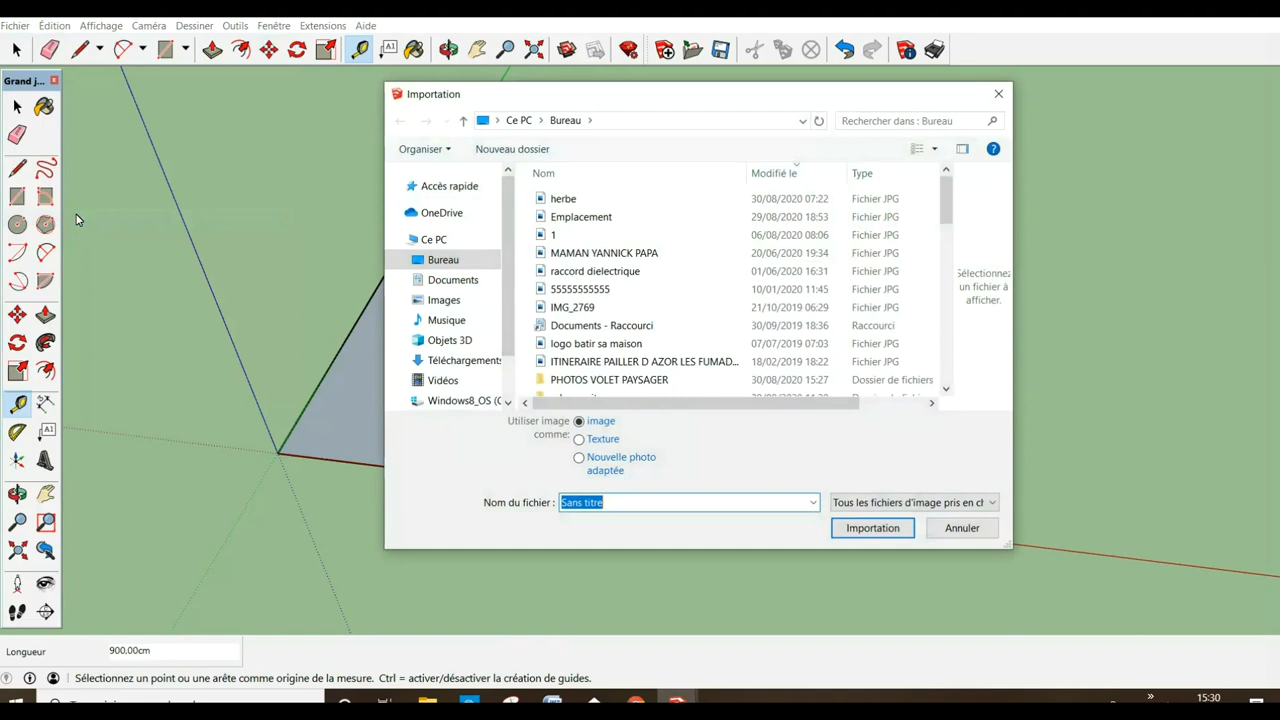 Fichier Édition Affichage Caméra Dessiner Outils Fenêtre Extensions Aide
A1
Grand j...
A1
Importation
Ce PC > Bureau >
Rechercher dans : Bureau
Organiser
Nouveau dossier
?
Nom Modifié le Type
Accès rapide
OneDrive
Ce PC
Bureau
Documents
Images
Musique
Objets 3D
Téléchargements
Vidéos
Windows8_OS (C
herbe 30/08/2020 07:22 Fichier JPG
Emplacement 29/08/2020 18:53 Fichier JPG
1 06/08/2020 08:06 Fichier JPG
MAMAN YANNICK PAPA 20/06/2020 19:34 Fichier JPG
raccord dielectrique 01/06/2020 16:31 Fichier JPG
55555555555 10/01/2020 11:45 Fichier JPG
IMG_2769 21/10/2019 06:29 Fichier JPG
Documents - Raccourci 30/09/2019 18:36 Raccourci
logo batir sa maison 07/07/2019 07:03 Fichier JPG
ITINERAIRE PAILLER D AZOR LES FUMAD... 18/02/2019 18:22 Fichier JPG
PHOTOS VOLET PAYSAGER 30/08/2020 15:27 Dossier de fichiers
Sélectionnez
un fichier à
afficher.
Utiliser image
comme:
image
Texture
Nouvelle photo
adaptée
Nom du fichier : Sans titre
Tous les fichiers d'image pris en cl
Importation Annuler
Longueur 900,00cm
Sélectionnez un point ou une arête comme origine de la mesure. Ctrl = activer/désactiver la création de guides.
15:30